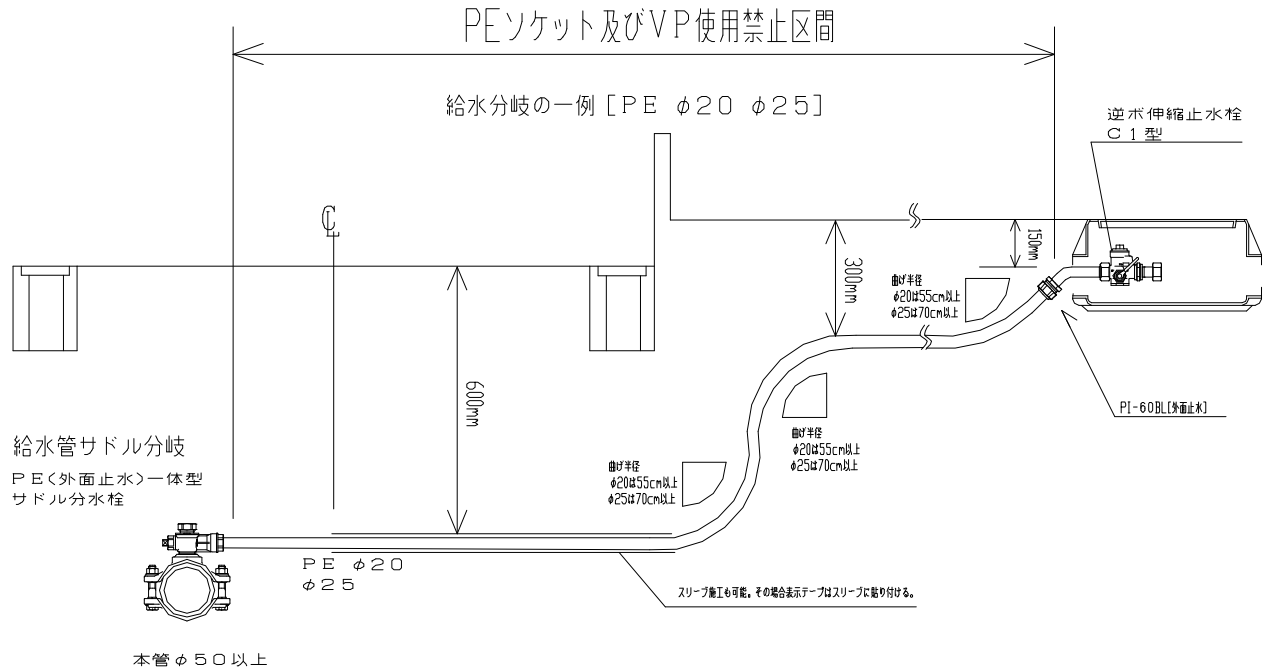 PEソケット及びVP使用禁止区間
給水分岐の一例[PE φ20 φ25]
逆ボ伸縮止水栓
C1型
℄
150mm
300mm
曲げ半径
φ20は55cm以上
φ25は70cm以上
600mm
PI-60BL[外面止水]
曲げ半径
φ20は55cm以上
φ25は70cm以上
給水管サドル分岐
PE(外面止水)一体型
サドル分水栓
曲げ半径
φ20は55cm以上
φ25は70cm以上
PE φ20
φ25
スリーブ施工も可能。その場合表示テープはスリーブに貼り付ける。
本管φ50以上